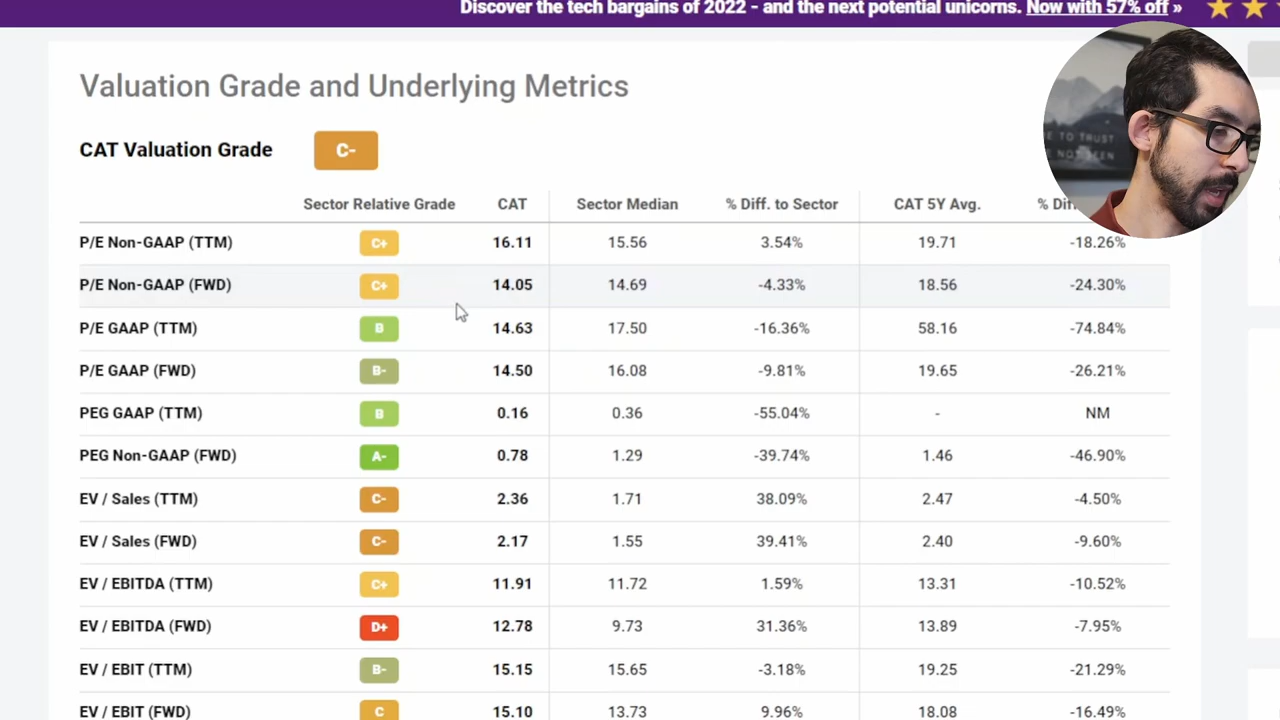 Discover the tech bargains of 2022 - and the next potential unicorns. Now with 57% off »
Valuation Grade and Underlying Metrics
CAT Valuation Grade C-
Sector Relative Grade CAT Sector Median % Diff. to Sector CAT 5Y Avg. %
P/E Non-GAAP (TTM) C+ 16.11 15.56 3.54% 19.71 -18.26%
P/E Non-GAAP (FWD) C+ 14.05 14.69 -4.33% 18.56 -24.30%
P/E GAAP (TTM) B 14.63 17.50 -16.36% 58.16 -74.84%
P/E GAAP (FWD) B- 14.50 16.08 -9.81% 19.65 -26.21%
PEG GAAP (TTM) B 0.16 0.36 -55.04% - NM
PEG Non-GAAP (FWD) A- 0.78 1.29 -39.74% 1.46 -46.90%
EV / Sales (TTM) C- 2.36 1.71 38.09% 2.47 -4.50%
EV / Sales (FWD) C- 2.17 1.55 39.41% 2.40 -9.60%
EV / EBITDA (TTM) C+ 11.91 11.72 1.59% 13.31 -10.52%
EV / EBITDA (FWD) D+ 12.78 9.73 31.36% 13.89 -7.95%
EV / EBIT (TTM) B- 15.15 15.65 -3.18% 19.25 -21.29%
EV / EBIT (FWD) C 15.10 13.73 9.96% 18.08 -16.49%
TO TRUST
NOT SEEN